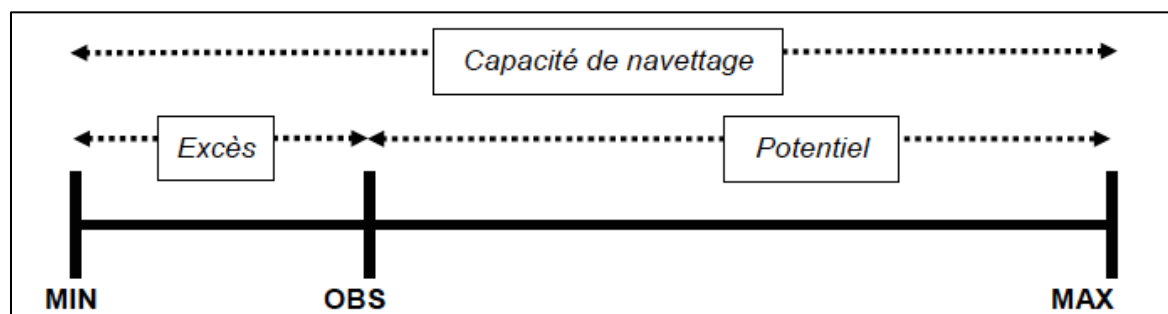 Capacité de navettage
Excès
Potentiel
MIN
OBS
MAX